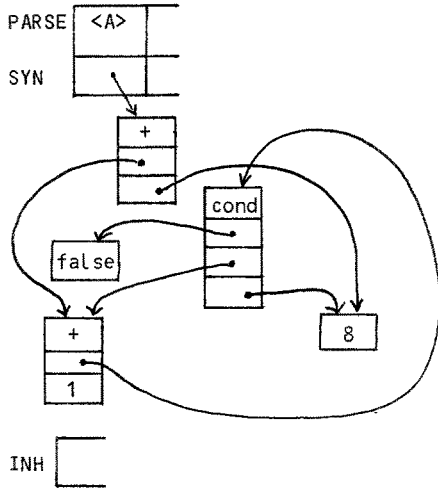 PARSE <A>
SYN
+
cond
false
+
8
1
INH